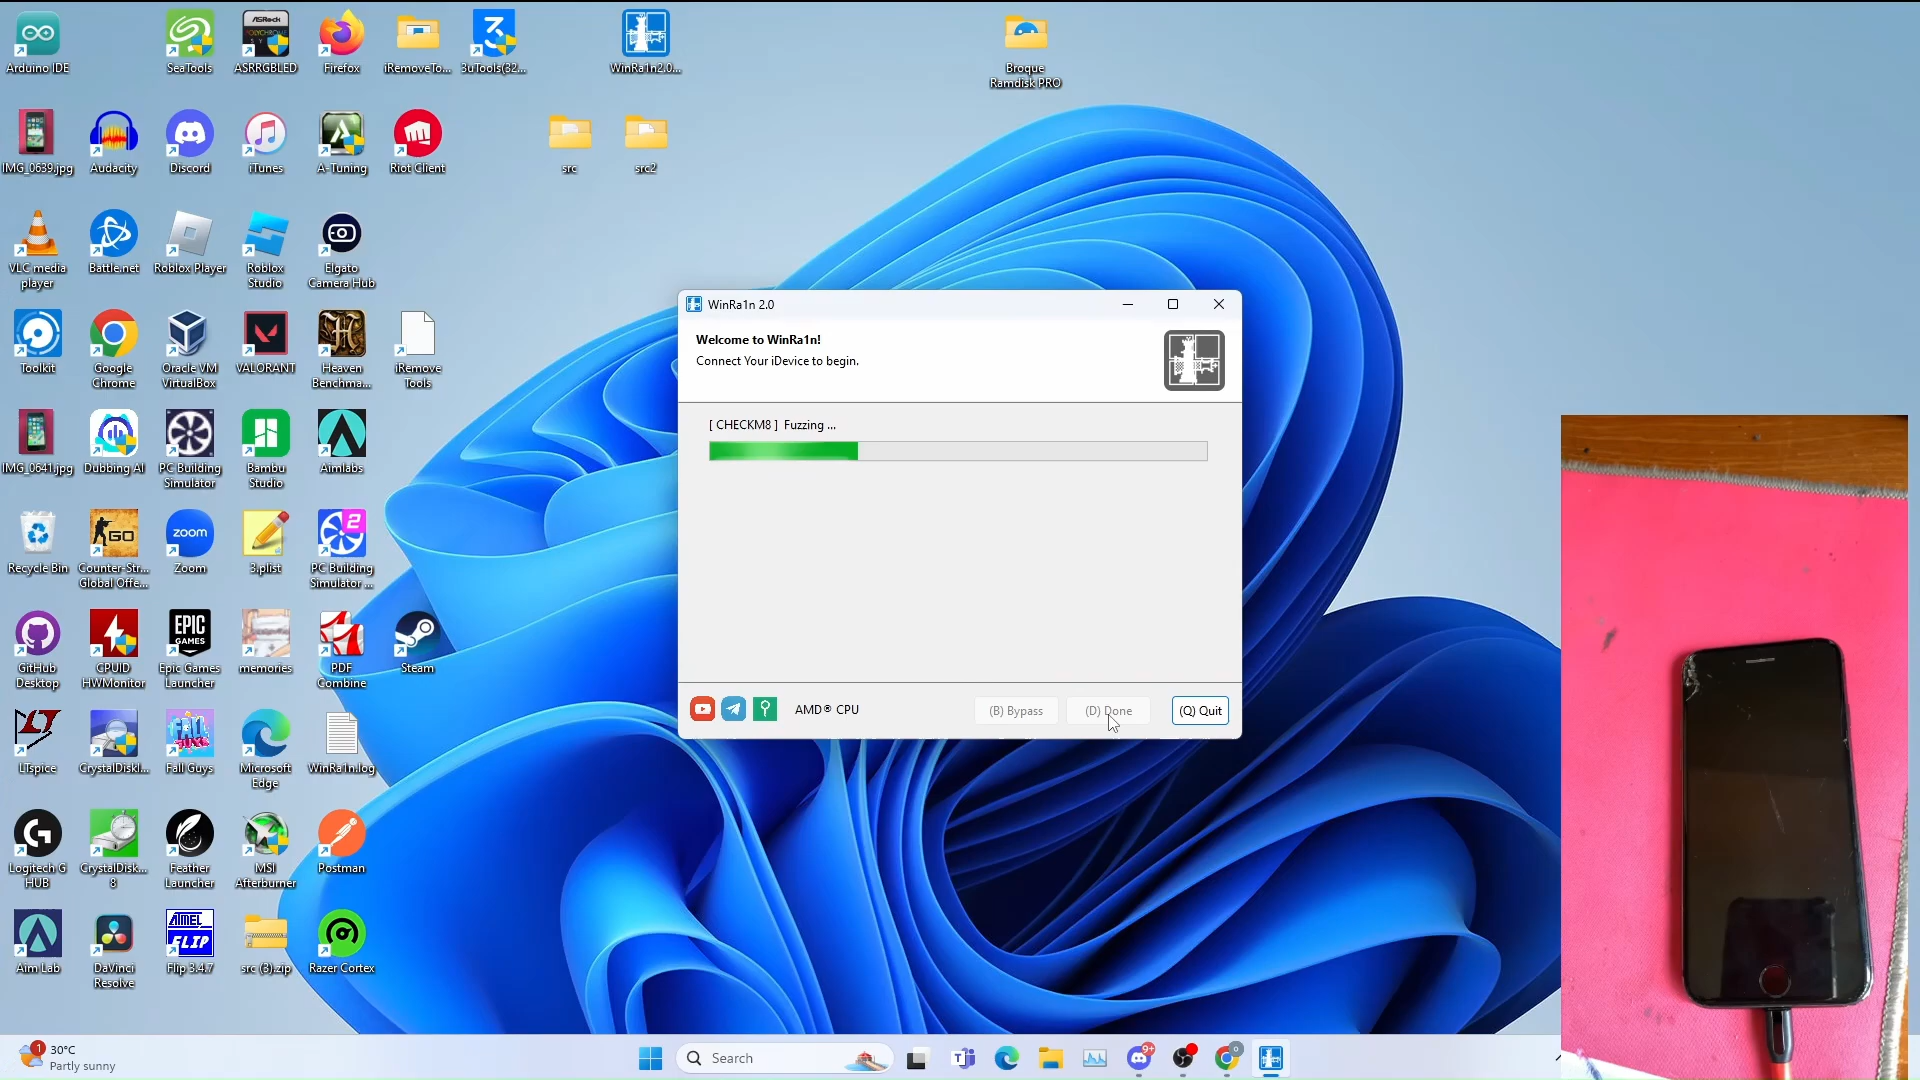 Arduino IDE
SeaTools
ASRRGBLED
Firefox
iRemoveTo...
3uTools(32...
WinRa1n2.0...
Broque
Ramdisk PRO
IMG_0639.jpg
Audacity
Discord
iTunes
A-Tuning
Riot Client
src
src2
VLC media
player
Battle.net
Roblox Player
Roblox
Studio
Elgato
Camera Hub
Toolkit
Google
Chrome
Oracle VM
VirtualBox
VALORANT
Heaven
Benchma...
iRemove
Tools
IMG_0641.jpg
Dubbing AI
PC Building
Simulator
Bambu
Studio
Aimlabs
Recycle Bin
Counter-Str...
Global Offe...
Zoom
3.plist
PC Building
Simulator ...
GitHub
Desktop
CPUID
HWMonitor
Epic Games
Launcher
memories
PDF
Combine
Steam
LTspice
CrystalDiskI...
Fall Guys
Microsoft
Edge
WinRa1n.log
Logitech G
HUB
CrystalDisk...
8
Feather
Launcher
MSI
Afterburner
Postman
Aim Lab
DaVinci
Resolve
Flip 3.4.7
src (3).zip
Razer Cortex
WinRa1n 2.0
Welcome to WinRa1n!
Connect Your iDevice to begin.
[ CHECKM8 ] Fuzzing ...
AMD® CPU
(B) Bypass
(D) Done
(Q) Quit
1
30°C
Partly sunny
Search
9+